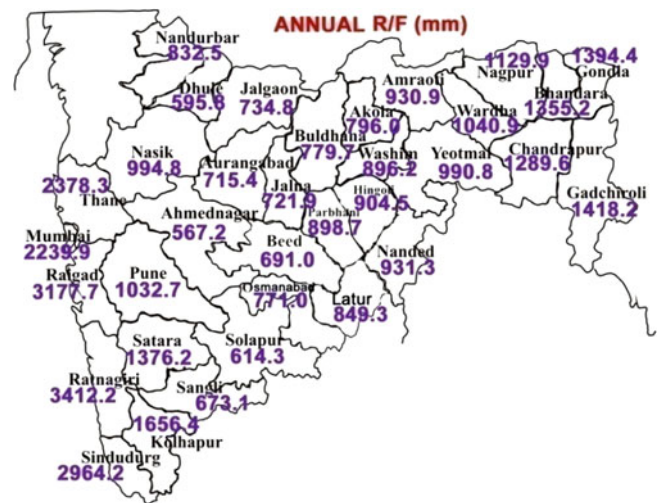 ANNUAL R/F (mm)
Nandurbar
832.5
Dhule
595.8
Jalgaon
734.8
Buldhana
779.7
Akola
796.0
Amraoti
930.9
Nagpur
1129.9
Gondia
1394.4
Bhandara
1355.2
Wardha
1040.9
Washim
896.2
Yeotmal
990.8
Chandrapur
1289.6
Gadchiroli
1418.2
Nasik
994.8
Aurangabad
715.4
Jalna
721.9
Hingoli
904.5
Parbhani
898.7
Nanded
931.3
2378.3
Thane
Ahmednagar
567.2
Beed
691.0
Mumbai
2239.9
Raigad
3177.7
Pune
1032.7
Osmanabad
771.0
Latur
849.3
Satara
1376.2
Solapur
614.3
Ratnagiri
3412.2
Sangli
673.1
1656.4
Kolhapur
Sindudurg
2964.2